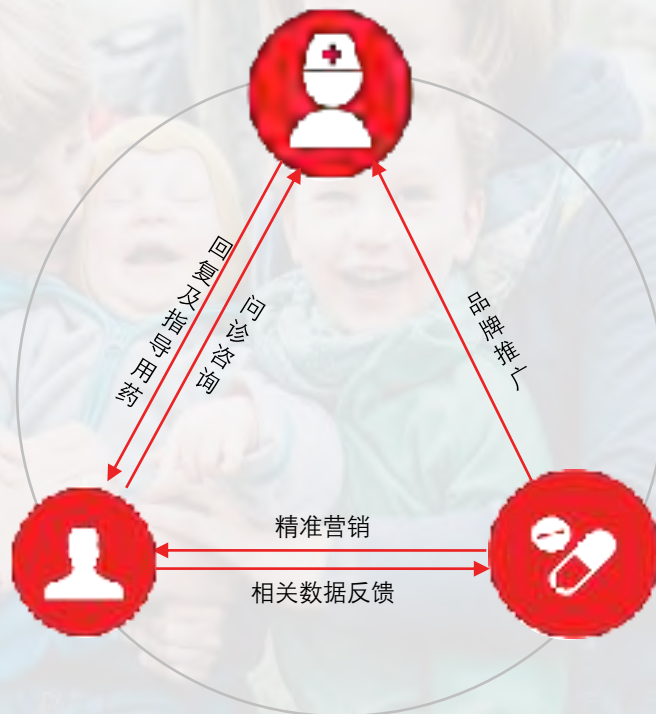 回复及指导用药
问诊咨询
品牌推广
精准营销
相关数据反馈